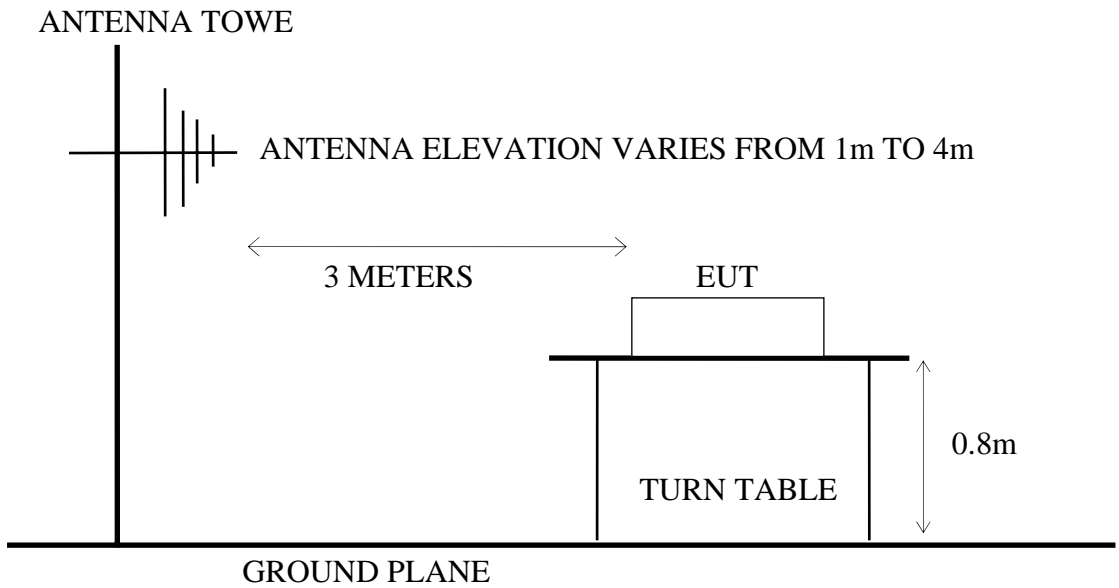 ANTENNA TOWE
ANTENNA ELEVATION VARIES FROM 1m TO 4m
3 METERS
EUT
0.8m
TURN TABLE
GROUND PLANE